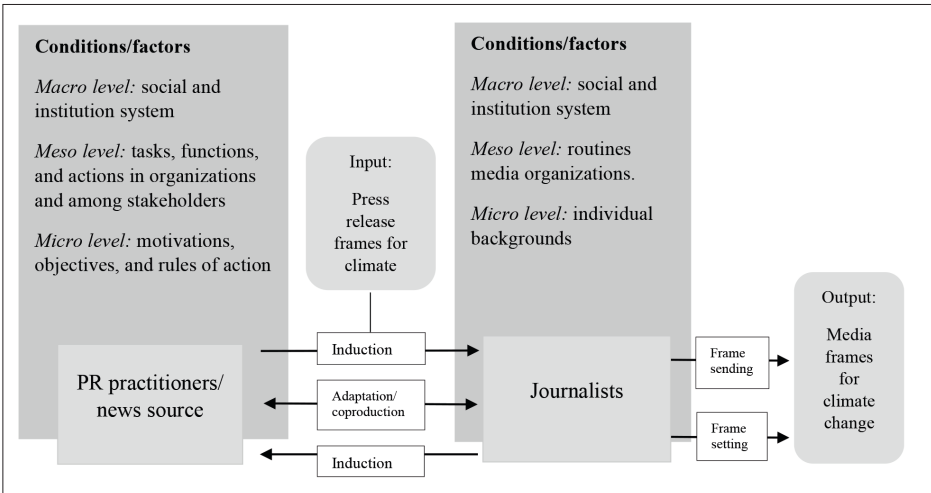 Conditions/factors
Macro level: social and
institution system
Meso level: tasks, functions,
and actions in organizations
and among stakeholders
Micro level: motivations,
objectives, and rules of action
PR practitioners/
news source
Input:
Press
release
frames for
climate
Induction
Adaptation/
coproduction
Induction
Conditions/factors
Macro level: social and
institution system
Meso level: routines
media organizations.
Micro level: individual
backgrounds
Journalists
Frame
sending
Frame
setting
Output:
Media
frames
for
climate
change